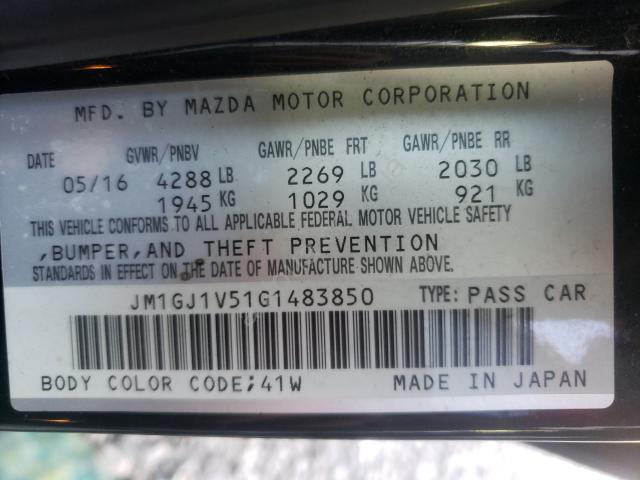 MFD. BY MAZDA MOTOR CORPORATION
DATE GVWR/PNBV GAWR/PNBE FRT GAWR/PNBE RR
05/16 4288 LB 2269 LB 2030 LB
1945 KG 1029 KG 921 KG
THIS VEHICLE CONFORMS TO ALL APPLICABLE FEDERAL MOTOR VEHICLE SAFETY
,BUMPER,AND THEFT PREVENTION
STANDARDS IN EFFECT ON THE DATE OF MANUFACTURE SHOWN ABOVE.
JM1GJ1V51G1483850 TYPE: PASS CAR
BODY COLOR CODE;41W MADE IN JAPAN